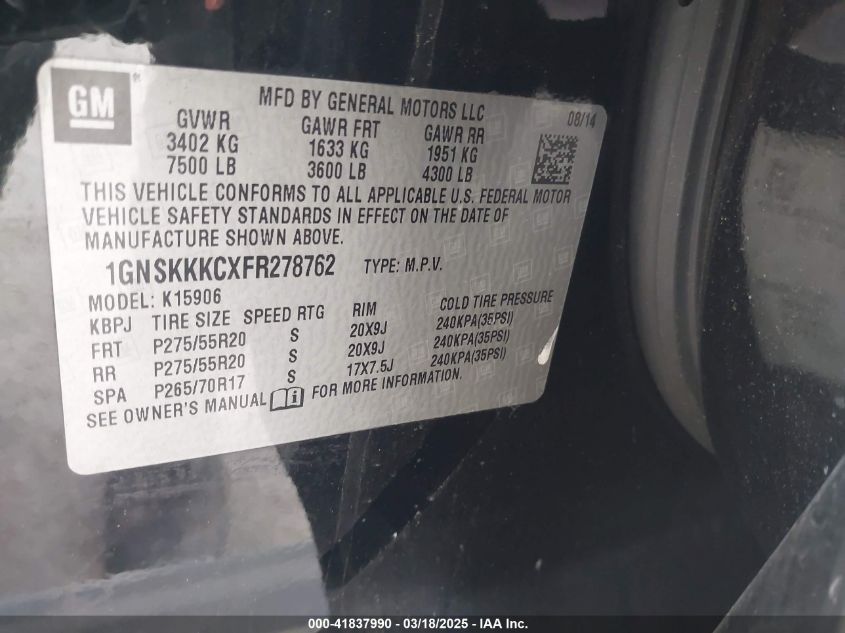 GM®
MFD BY GENERAL MOTORS LLC
08/14
GVWR GAWR FRT GAWR RR
3402 KG 1633 KG 1951 KG
7500 LB 3600 LB 4300 LB
THIS VEHICLE CONFORMS TO ALL APPLICABLE U.S. FEDERAL MOTOR
VEHICLE SAFETY STANDARDS IN EFFECT ON THE DATE OF
MANUFACTURE SHOWN ABOVE.
1GNSKKKCXFR278762 TYPE: M.P.V.
MODEL: K15906
KBPJ TIRE SIZE SPEED RTG RIM COLD TIRE PRESSURE
FRT P275/55R20 S 20X9J 240KPA(35PSI)
RR P275/55R20 S 20X9J 240KPA(35PSI)
SPA P265/70R17 S 17X7.5J 240KPA(35PSI)
SEE OWNER'S MANUAL FOR MORE INFORMATION.
000-41837990 – 03/18/2025 – IAA Inc.